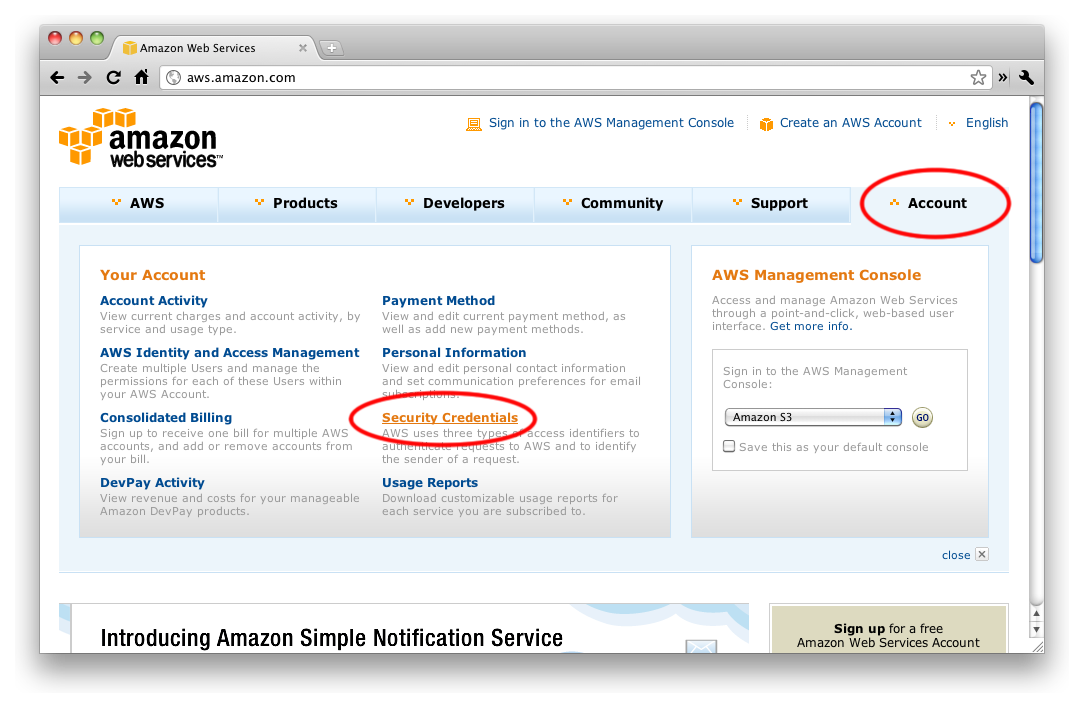 Amazon Web Services
aws.amazon.com
amazon
web services™
Sign in to the AWS Management Console
Create an AWS Account
English
AWS
Products
Developers
Community
Support
Account
Your Account
Account Activity
View current charges and account activity, by
service and usage type.
AWS Identity and Access Management
Create multiple Users and manage the
permissions for each of these Users within
your AWS Account.
Consolidated Billing
Sign up to receive one bill for multiple AWS
accounts, and add or remove accounts from
your bill.
DevPay Activity
View revenue and costs for your manageable
Amazon DevPay products.
Payment Method
View and edit current payment method, as
well as add new payment methods.
Personal Information
View and edit personal contact information
and set communication preferences for email
subscriptions.
Security Credentials
AWS uses three types of access identifiers to
authenticate requests to AWS and to identify
the sender of a request.
Usage Reports
Download customizable usage reports for
each service you are subscribed to.
AWS Management Console
Access and manage Amazon Web Services
through a point-and-click, web-based user
interface. Get more info.
Sign in to the AWS Management
Console:
Amazon S3
GO
Save this as your default console
close
Introducing Amazon Simple Notification Service
Sign up for a free
Amazon Web Services Account